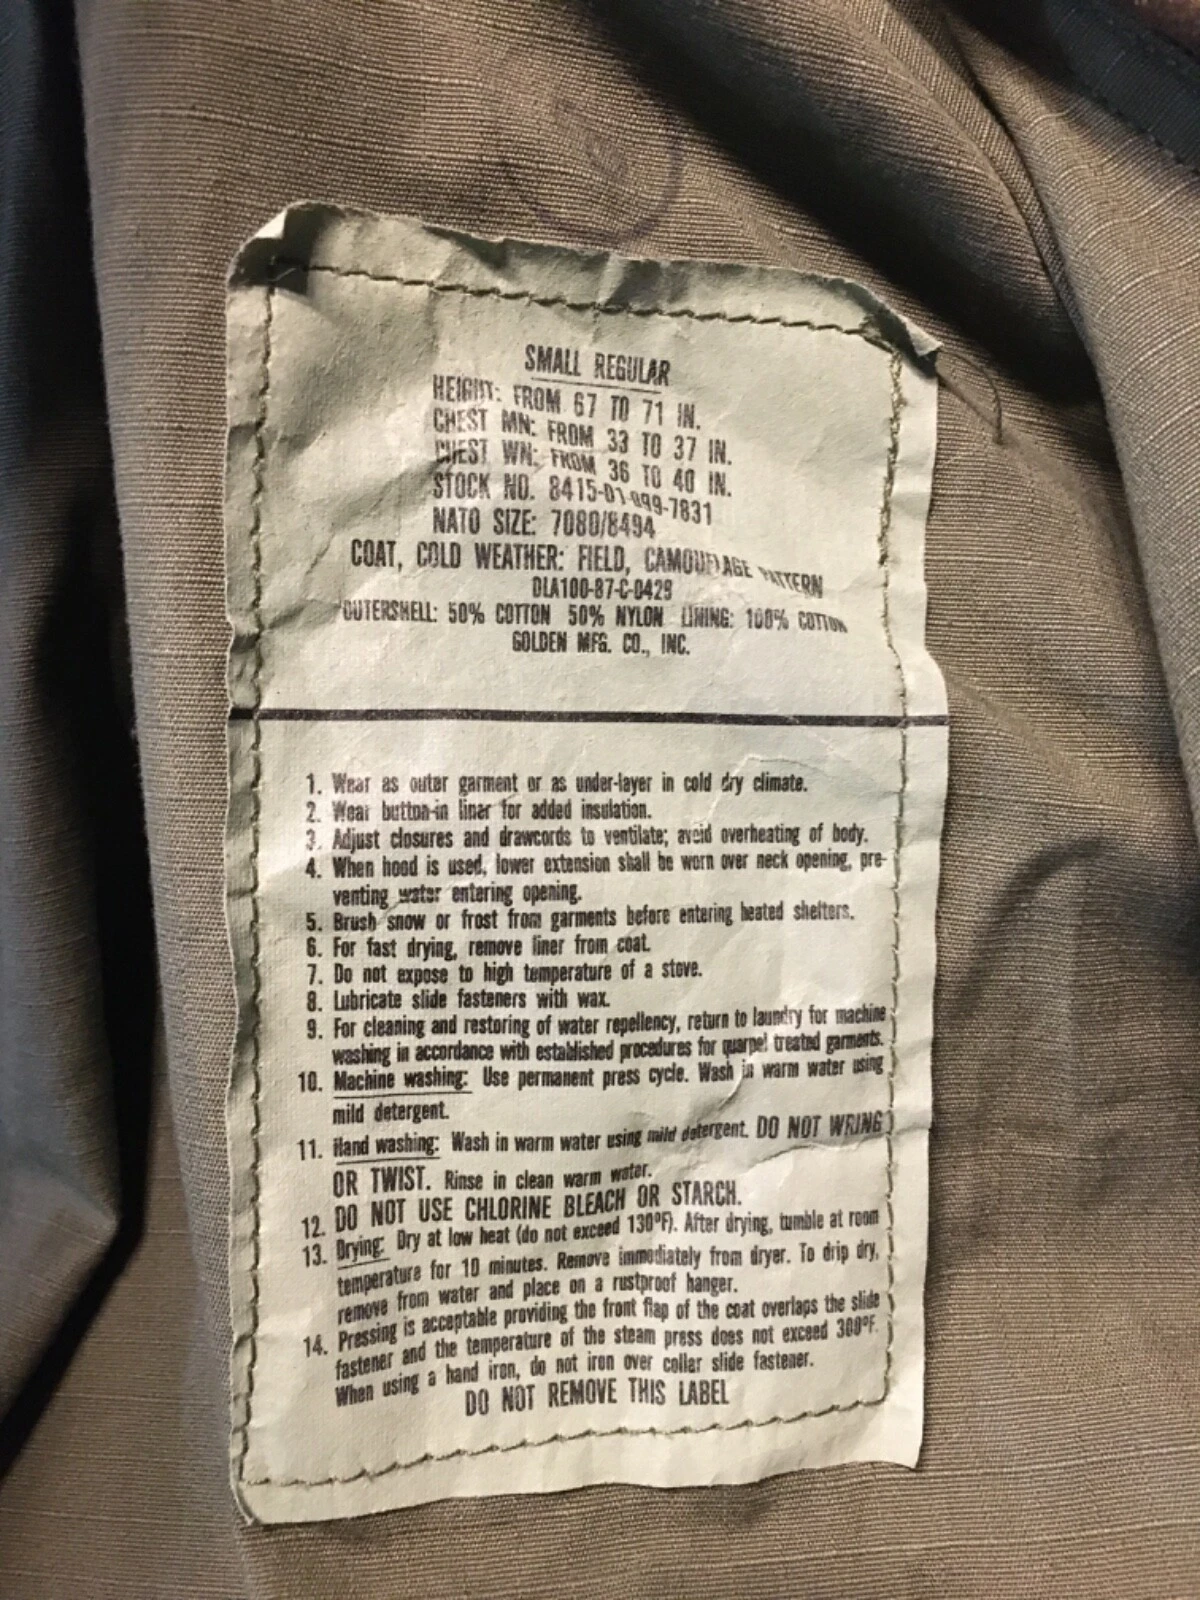 SMALL REGULAR
HEIGHT: FROM 67 TO 71 IN.
CHEST MN: FROM 33 TO 37 IN.
CHEST WN: FROM 36 TO 40 IN.
STOCK NO. 8415-01-099-7831
NATO SIZE: 7080/8494
COAT, COLD WEATHER: FIELD, CAMOUFLAGE PATTERN
DLA100-87-C-0429
OUTERSHELL: 50% COTTON 50% NYLON LINING: 100% COTTON
GOLDEN MFG. CO., INC.
1. Wear as outer garment or as under-layer in cold dry climate.
2. Wear button-in liner for added insulation.
3. Adjust closures and drawcords to ventilate; avoid overheating of body.
4. When hood is used, lower extension shall be worn over neck opening, pre-
venting water entering opening.
5. Brush snow or frost from garments before entering heated shelters.
6. For fast drying, remove liner from coat.
7. Do not expose to high temperature of a stove.
8. Lubricate slide fasteners with wax.
9. For cleaning and restoring of water repellency, return to laundry for machine
washing in accordance with established procedures for quarpel treated garments.
10. Machine washing: Use permanent press cycle. Wash in warm water using
mild detergent.
11. Hand washing: Wash in warm water using mild detergent. DO NOT WRING
OR TWIST. Rinse in clean warm water.
12. DO NOT USE CHLORINE BLEACH OR STARCH.
13. Drying: Dry at low heat (do not exceed 130°F). After drying, tumble at room
temperature for 10 minutes. Remove immediately from dryer. To drip dry,
remove from water and place on a rustproof hanger.
14. Pressing is acceptable providing the front flap of the coat overlaps the slide
fastener and the temperature of the steam press does not exceed 300°F.
When using a hand iron, do not iron over collar slide fastener.
DO NOT REMOVE THIS LABEL